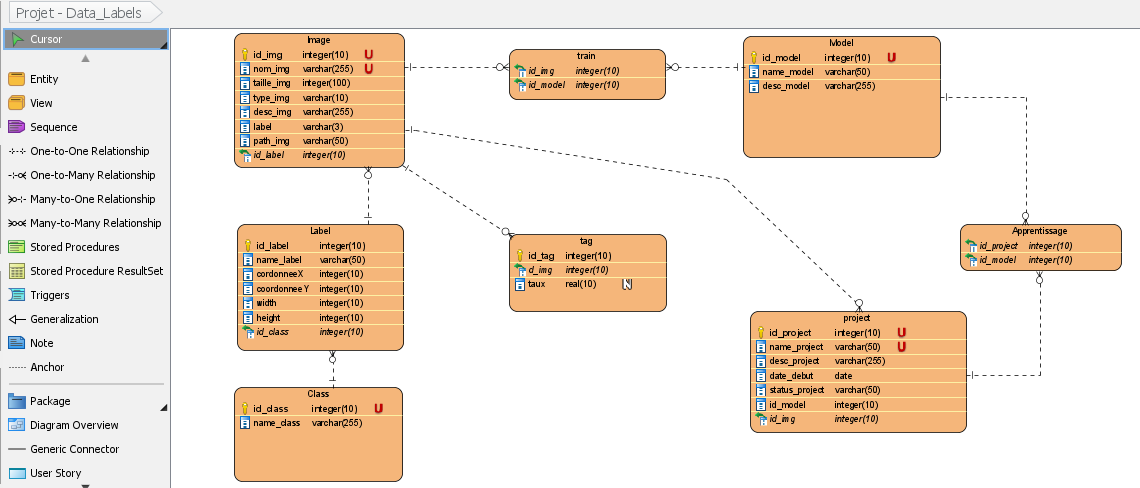 Projet - Data_Labels
Cursor
Entity
View
Sequence
One-to-One Relationship
One-to-Many Relationship
Many-to-One Relationship
Many-to-Many Relationship
Stored Procedures
Stored Procedure ResultSet
Triggers
Generalization
Note
Anchor
Package
Diagram Overview
Generic Connector
User Story
Image
id_img integer(10) U
nom_img varchar(255) U
taille_img integer(100)
type_img varchar(10)
desc_img varchar(255)
label varchar(3)
path_img varchar(50)
id_label integer(10)
train
id_img integer(10)
id_model integer(10)
Model
id_model integer(10) U
name_model varchar(50)
desc_model varchar(255)
Label
id_label integer(10)
name_label varchar(50)
cordonneeX integer(10)
coordonneeY integer(10)
width integer(10)
height integer(10)
id_class integer(10)
tag
id_tag integer(10)
d_img integer(10)
taux real(10) N
Apprentissage
id_project integer(10)
id_model integer(10)
project
id_project integer(10) U
name_project varchar(50) U
desc_project varchar(255)
date_debut date
status_project varchar(50)
id_model integer(10)
id_img integer(10)
Class
id_class integer(10) U
name_class varchar(255)